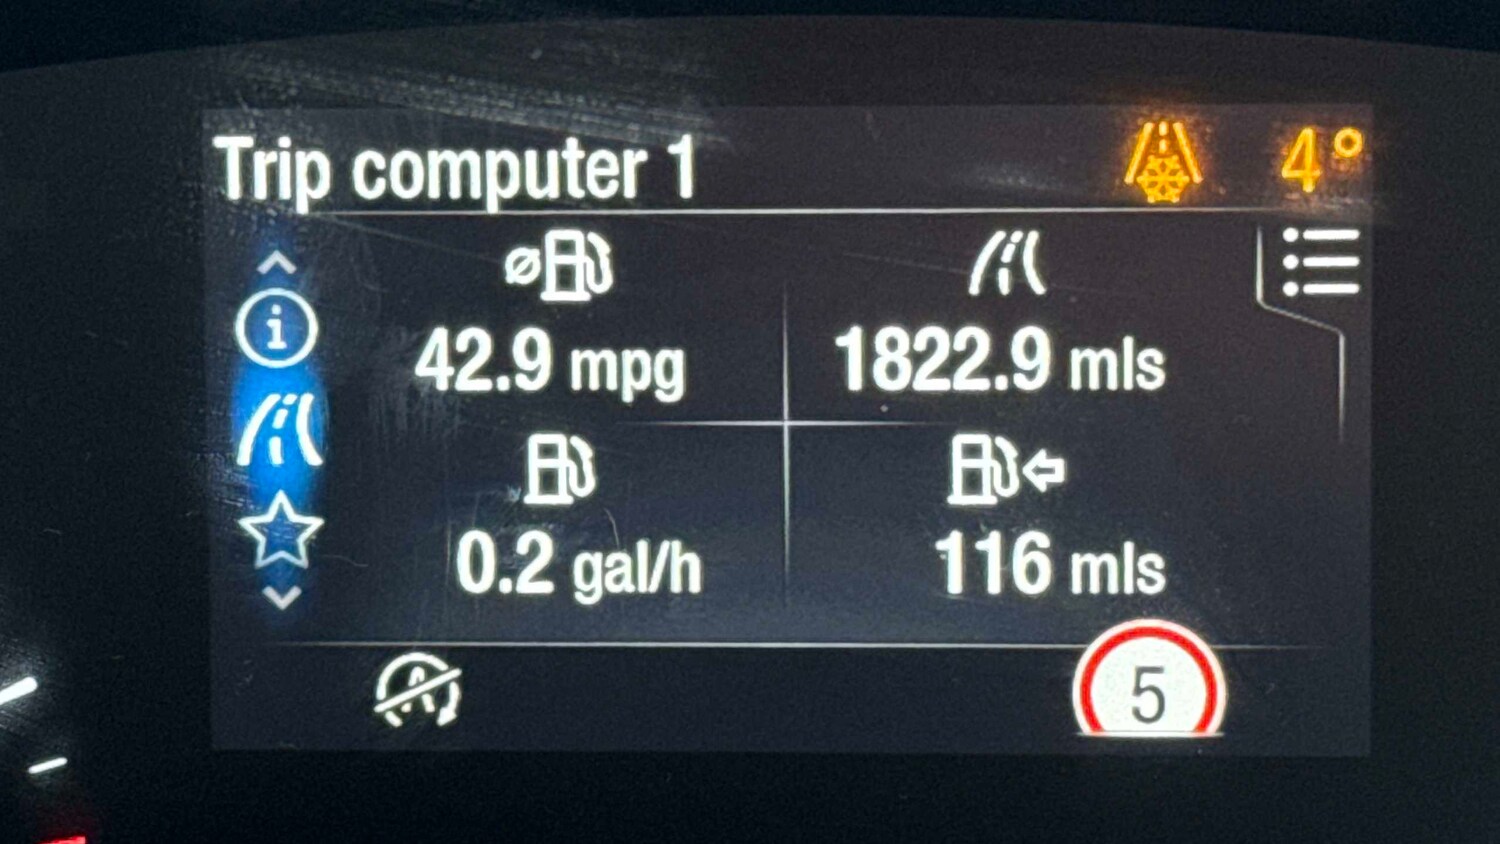 Trip computer 1
4°
42.9 mpg
1822.9 mls
0.2 gal/h
116 mls
5